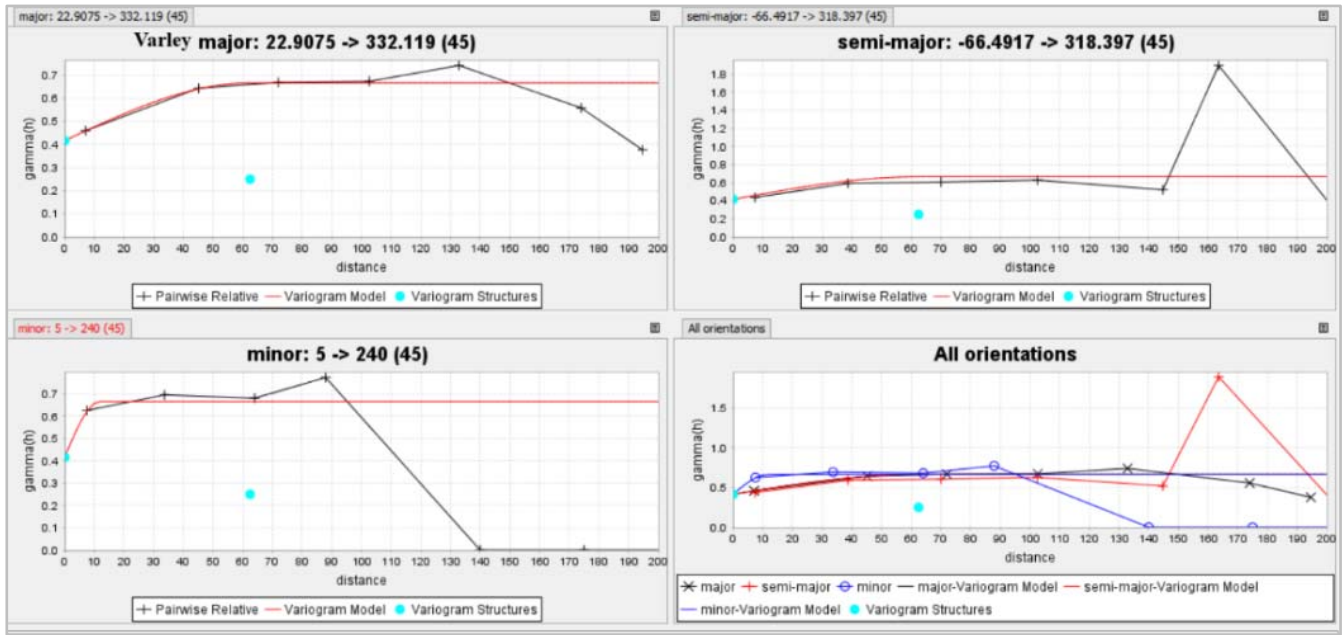 major: 22.9075 -> 332.119 (45)
Varley major: 22.9075 -> 332.119 (45)
gamma(h)
0.7
0.6
0.5
0.4
0.3
0.2
0.1
0.0
0 10 20 30 40 50 60 70 80 90 100 110 120 130 140 150 160 170 180 190 200
distance
Pairwise Relative Variogram Model Variogram Structures
semi-major: -66.4917 -> 318.397 (45)
semi-major: -66.4917 -> 318.397 (45)
gamma(h)
1.8
1.6
1.4
1.2
1.0
0.8
0.6
0.4
0.2
0.0
0 10 20 30 40 50 60 70 80 90 100 110 120 130 140 150 160 170 180 190 200
distance
Pairwise Relative Variogram Model Variogram Structures
minor: 5 -> 240 (45)
minor: 5 -> 240 (45)
gamma(h)
0.7
0.6
0.5
0.4
0.3
0.2
0.1
0.0
0 10 20 30 40 50 60 70 80 90 100 110 120 130 140 150 160 170 180 190 200
distance
Pairwise Relative Variogram Model Variogram Structures
All orientations
All orientations
gamma(h)
1.5
1.0
0.5
0.0
0 10 20 30 40 50 60 70 80 90 100 110 120 130 140 150 160 170 180 190 200
distance
major semi-major minor major-Variogram Model semi-major-Variogram Model
minor-Variogram Model Variogram Structures